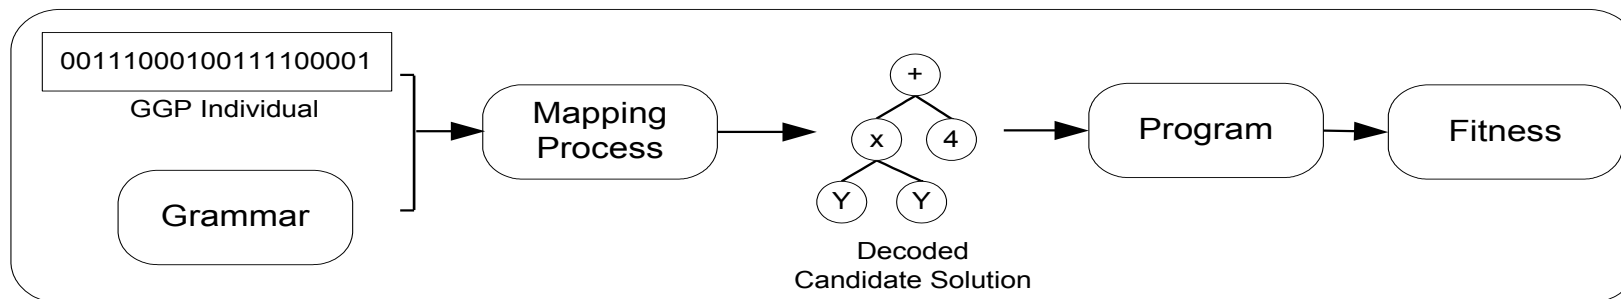 00111000100111100001
GGP Individual
Grammar
Mapping
Process
+
x 4
Y Y
Decoded
Candidate Solution
Program
Fitness